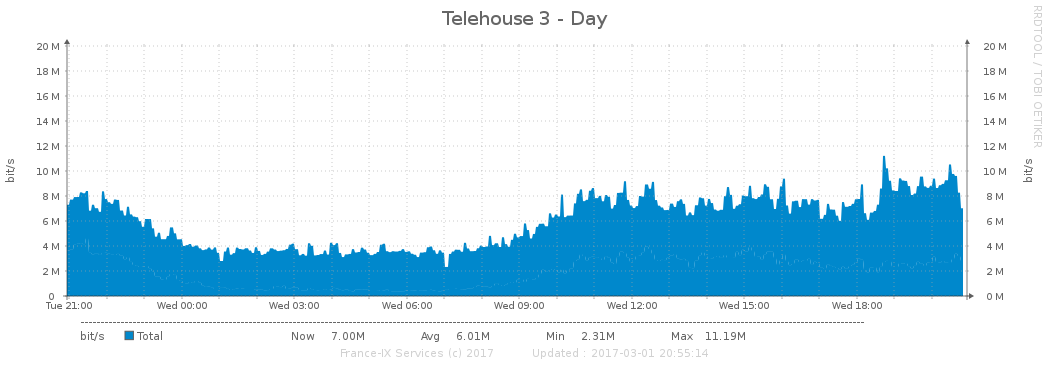 Telehouse 3 - Day
RRDTOOL / TOBI OETIKER
bit/s
bit/s
20 M 20 M
18 M 18 M
16 M 16 M
14 M 14 M
12 M 12 M
10 M 10 M
8 M 8 M
6 M 6 M
4 M 4 M
2 M 2 M
0 0 M
Tue 21:00 Wed 00:00 Wed 03:00 Wed 06:00 Wed 09:00 Wed 12:00 Wed 15:00 Wed 18:00
bit/s Total Now 7.00M Avg 6.01M Min 2.31M Max 11.19M
France-IX Services (c) 2017 Updated : 2017-03-01 20:55:14